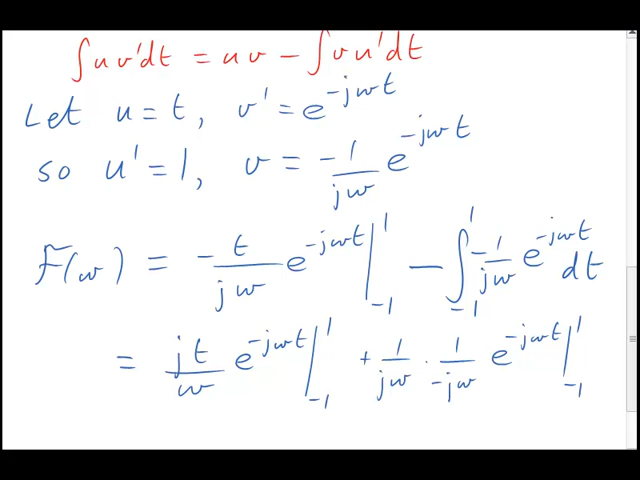 ∫uv'dt = uv − ∫vu'dt
Let u = t, v' = e^{-jωt}
so u' = 1, v = -1/jω e^{-jωt}
F(ω) = -t/jω e^{-jωt} |_{-1}^{1} − ∫_{-1}^{1} -1/jω e^{-jωt} dt
= jt/ω e^{-jωt} |_{-1}^{1} + 1/jω · 1/-jω e^{-jωt} |_{-1}^{1}